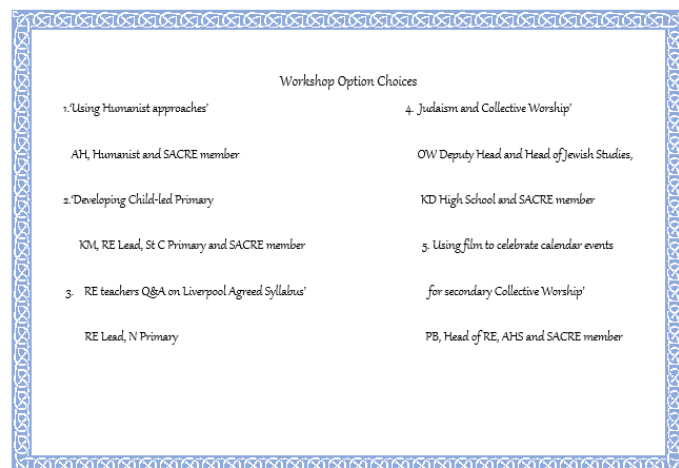 Workshop Option Choices
1.'Using Humanist approaches'
AH, Humanist and SACRE member
2.'Developing Child-led Primary
KM, RE Lead, St C Primary and SACRE member
3. RE teachers Q&A on Liverpool Agreed Syllabus'
RE Lead, N Primary
4. Judaism and Collective Worship'
OW Deputy Head and Head of Jewish Studies,
KD High School and SACRE member
5. Using film to celebrate calendar events
for secondary Collective Worship'
PB, Head of RE, AHS and SACRE member